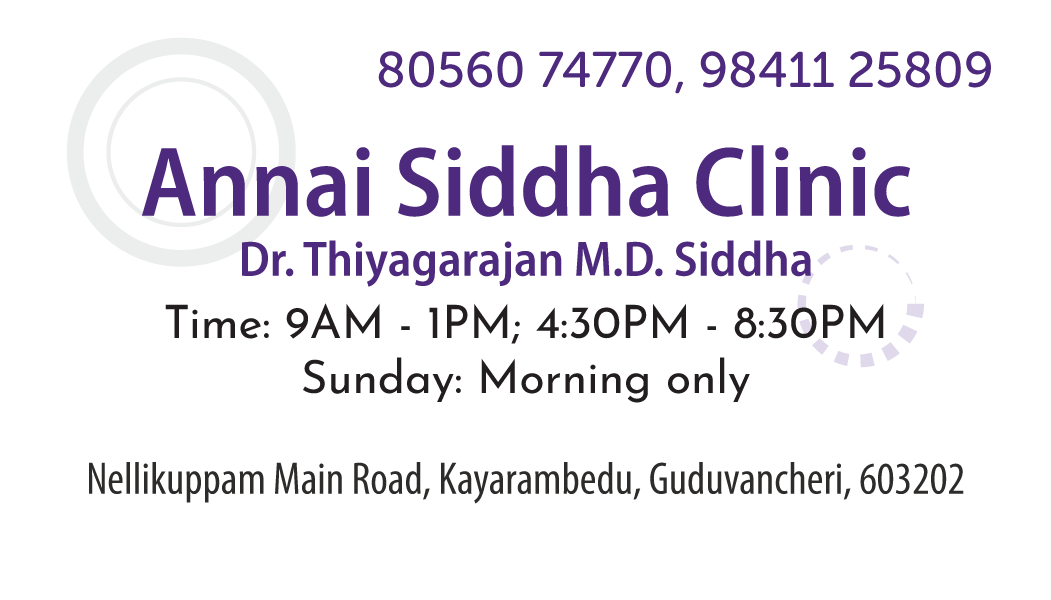 80560 74770, 98411 25809
Annai Siddha Clinic
Dr. Thiyagarajan M.D. Siddha
Time: 9AM - 1PM; 4:30PM - 8:30PM
Sunday: Morning only
Nellikuppam Main Road, Kayarambedu, Guduvancheri, 603202